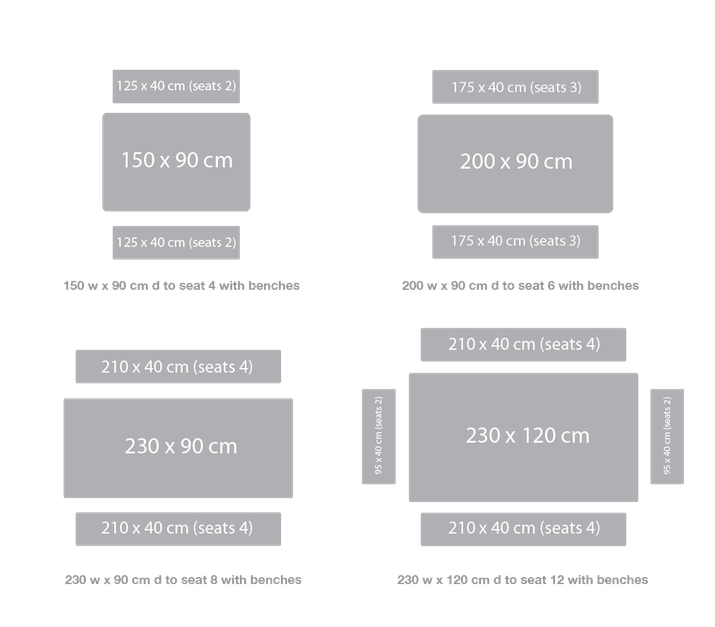 125 x 40 cm (seats 2)
150 x 90 cm
125 x 40 cm (seats 2)
150 w x 90 cm d to seat 4 with benches
175 x 40 cm (seats 3)
200 x 90 cm
175 x 40 cm (seats 3)
200 w x 90 cm d to seat 6 with benches
210 x 40 cm (seats 4)
230 x 90 cm
210 x 40 cm (seats 4)
230 w x 90 cm d to seat 8 with benches
210 x 40 cm (seats 4)
95 x 40 cm (seats 2)
230 x 120 cm
95 x 40 cm (seats 2)
210 x 40 cm (seats 4)
230 w x 120 cm d to seat 12 with benches